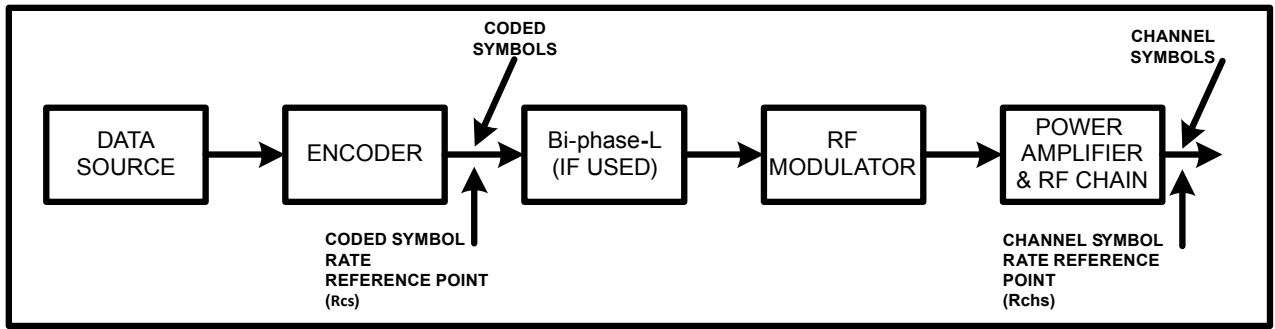 CODED
SYMBOLS
CHANNEL
SYMBOLS
DATA
SOURCE
ENCODER
Bi-phase-L
(IF USED)
RF
MODULATOR
POWER
AMPLIFIER
& RF CHAIN
CODED SYMBOL
RATE
REFERENCE POINT
(Rcs)
CHANNEL SYMBOL
RATE REFERENCE
POINT
(Rchs)